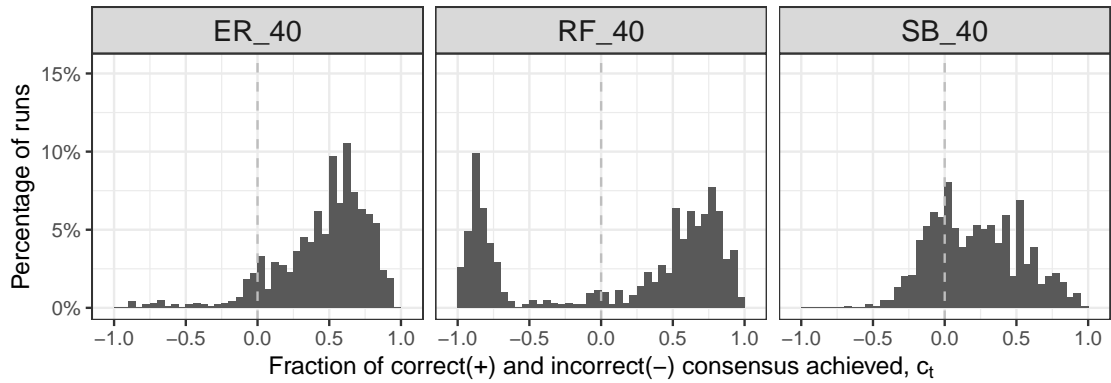 ER_40 RF_40 SB_40
15%
10%
5%
0%
Percentage of runs
−1.0 −0.5 0.0 0.5 1.0 −1.0 −0.5 0.0 0.5 1.0 −1.0 −0.5 0.0 0.5 1.0
Fraction of correct(+) and incorrect(−) consensus achieved, cₜ